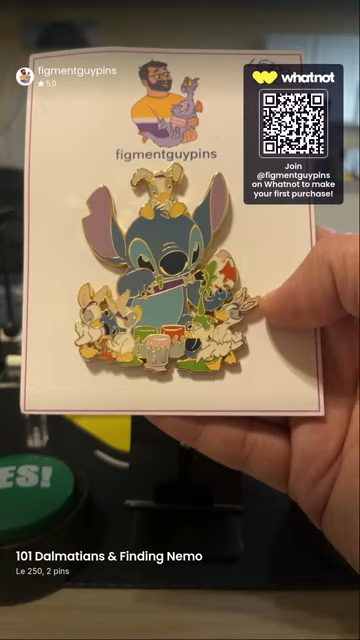 figmentguypins
★ 5.0
whatnot
Join
@figmentguypins
on Whatnot to make
your first purchase!
figmentguypins
ES!
101 Dalmatians & Finding Nemo
Le 250, 2 pins